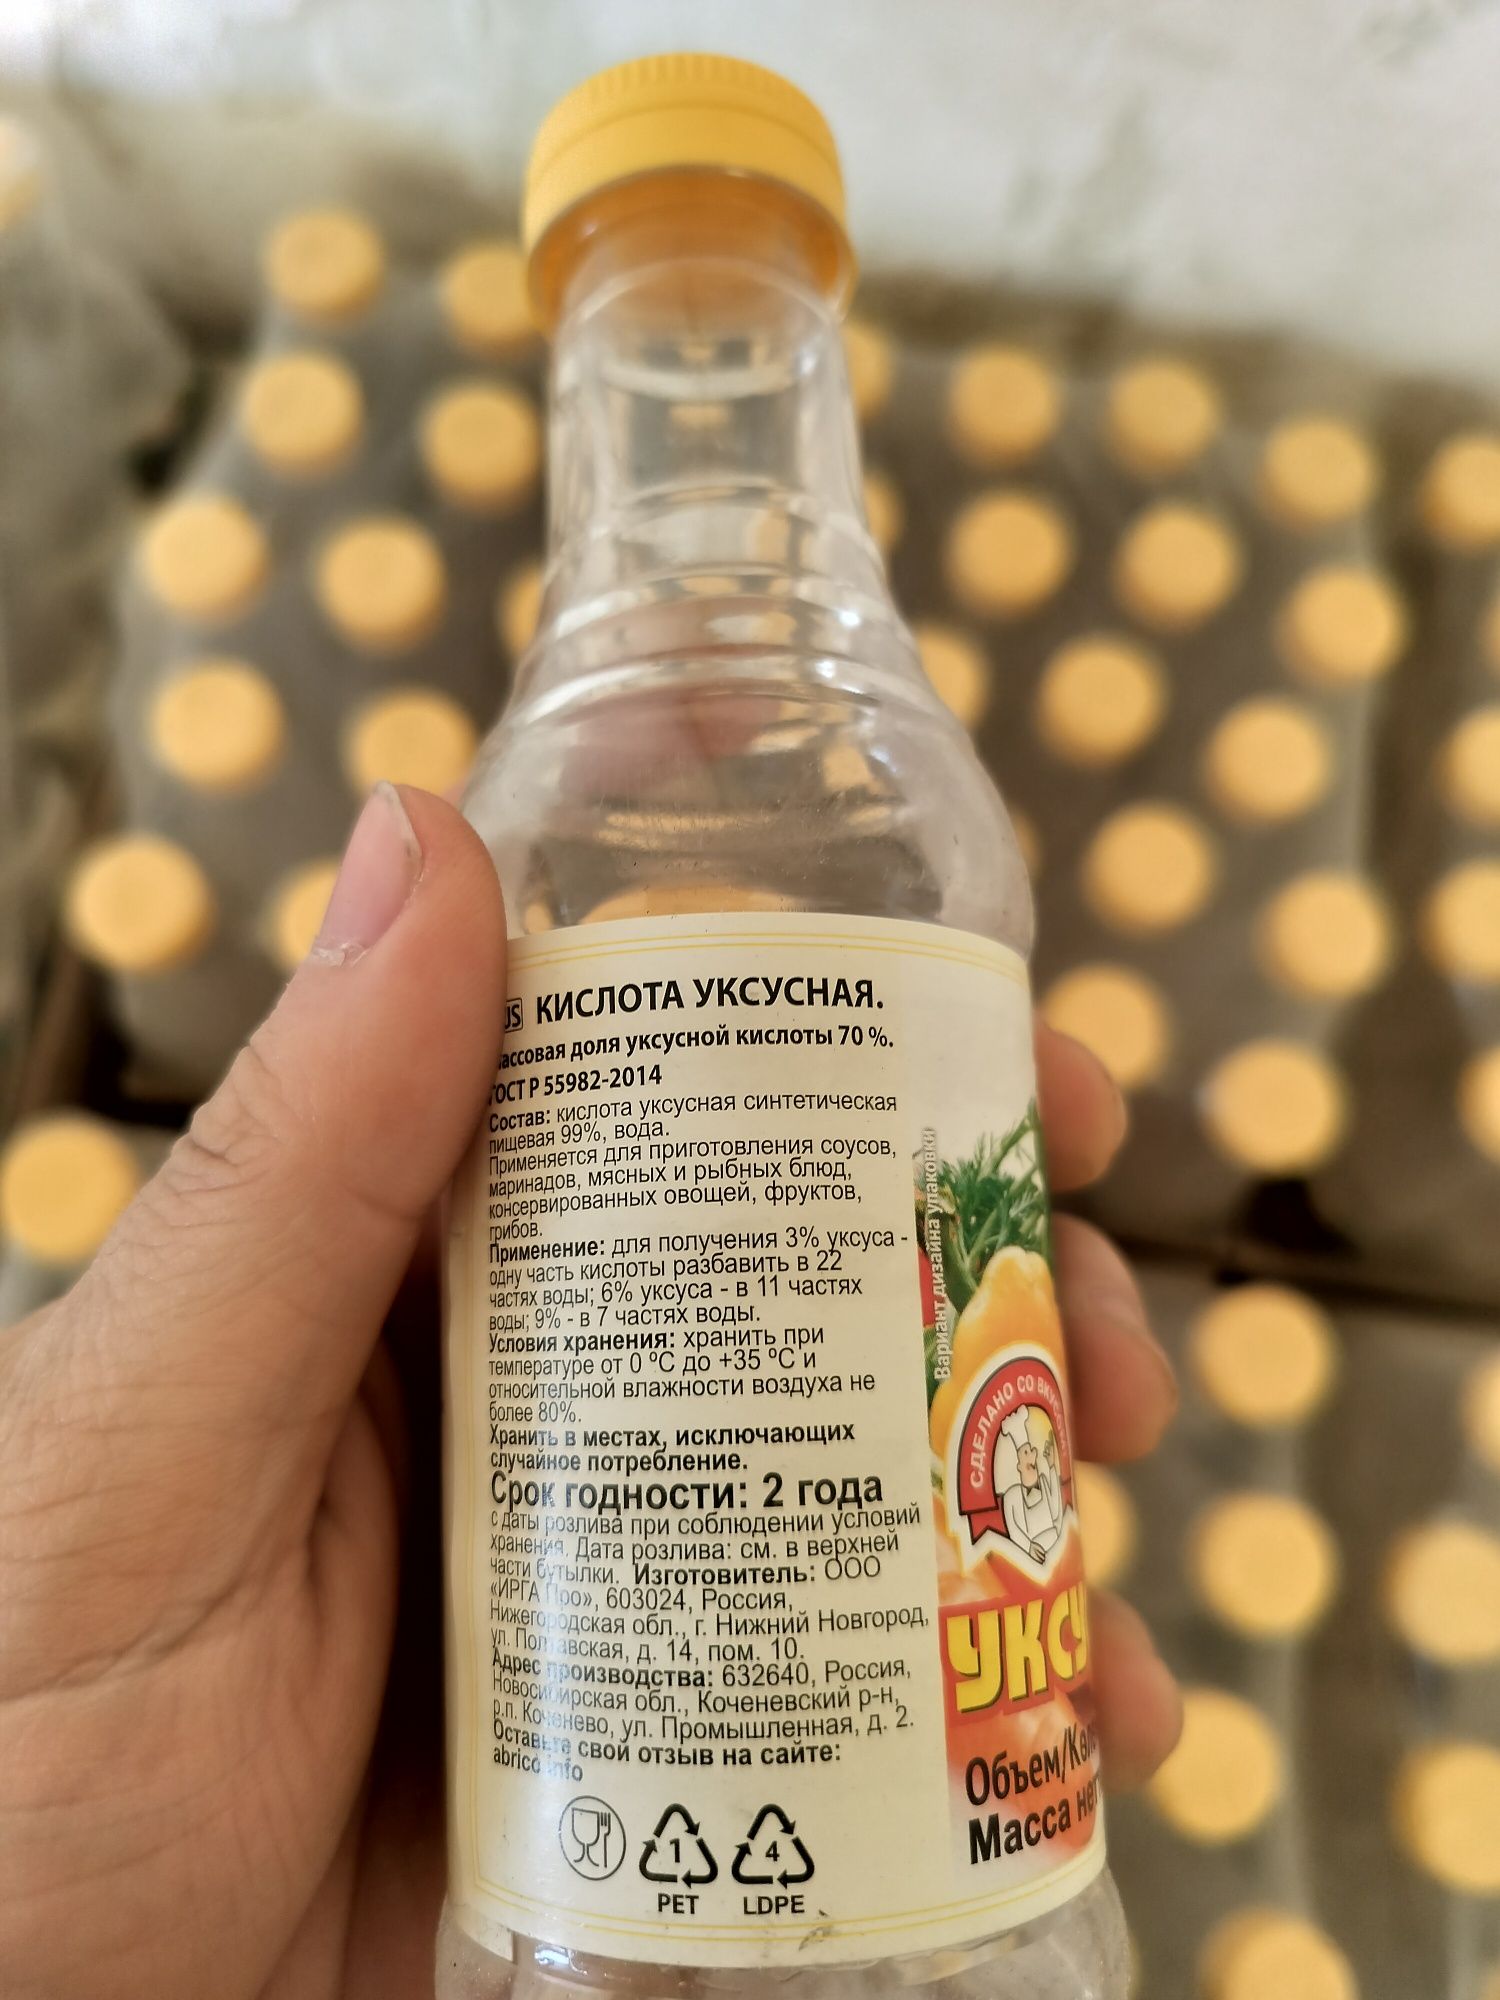 КИСЛОТА УКСУСНАЯ.
массовая доля уксусной кислоты 70 %.
ГОСТ Р 55982-2014
Состав: кислота уксусная синтетическая
пищевая 99%, вода.
Применяется для приготовления соусов,
маринадов, мясных и рыбных блюд,
консервированных овощей, фруктов,
грибов.
Применение: для получения 3% уксуса -
одну часть кислоты разбавить в 22
частях воды; 6% уксуса - в 11 частях
воды; 9% - в 7 частях воды.
Условия хранения: хранить при
температуре от 0 °С до +35 °С и
относительной влажности воздуха не
более 80%.
Хранить в местах, исключающих
случайное потребление.
Срок годности: 2 года
с даты розлива при соблюдении условий
хранения. Дата розлива: см. в верхней
части бутылки. Изготовитель: ООО
«ИРГА Про», 603024, Россия,
Нижегородская обл., г. Нижний Новгород,
ул. Полтавская, д. 14, пом. 10.
Адрес производства: 632640, Россия,
Новосибирская обл., Коченевский р-н,
р.п. Коченево, ул. Промышленная, д. 2.
Оставьте свой отзыв на сайте:
abrico.info
1
PET
4
LDPE
Вариант дизайна упаковки
СДЕЛАНО СО
УКСУ
Объем/
Масса